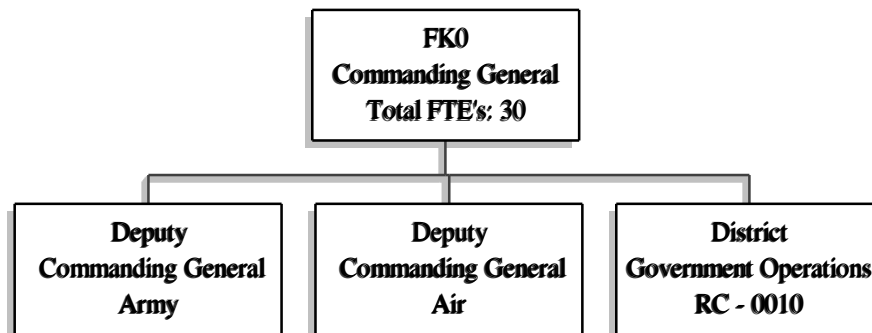 FK0
Commanding General
Total FTE's: 30
Deputy
Commanding General
Army
Deputy
Commanding General
Air
District
Government Operations
RC - 0010